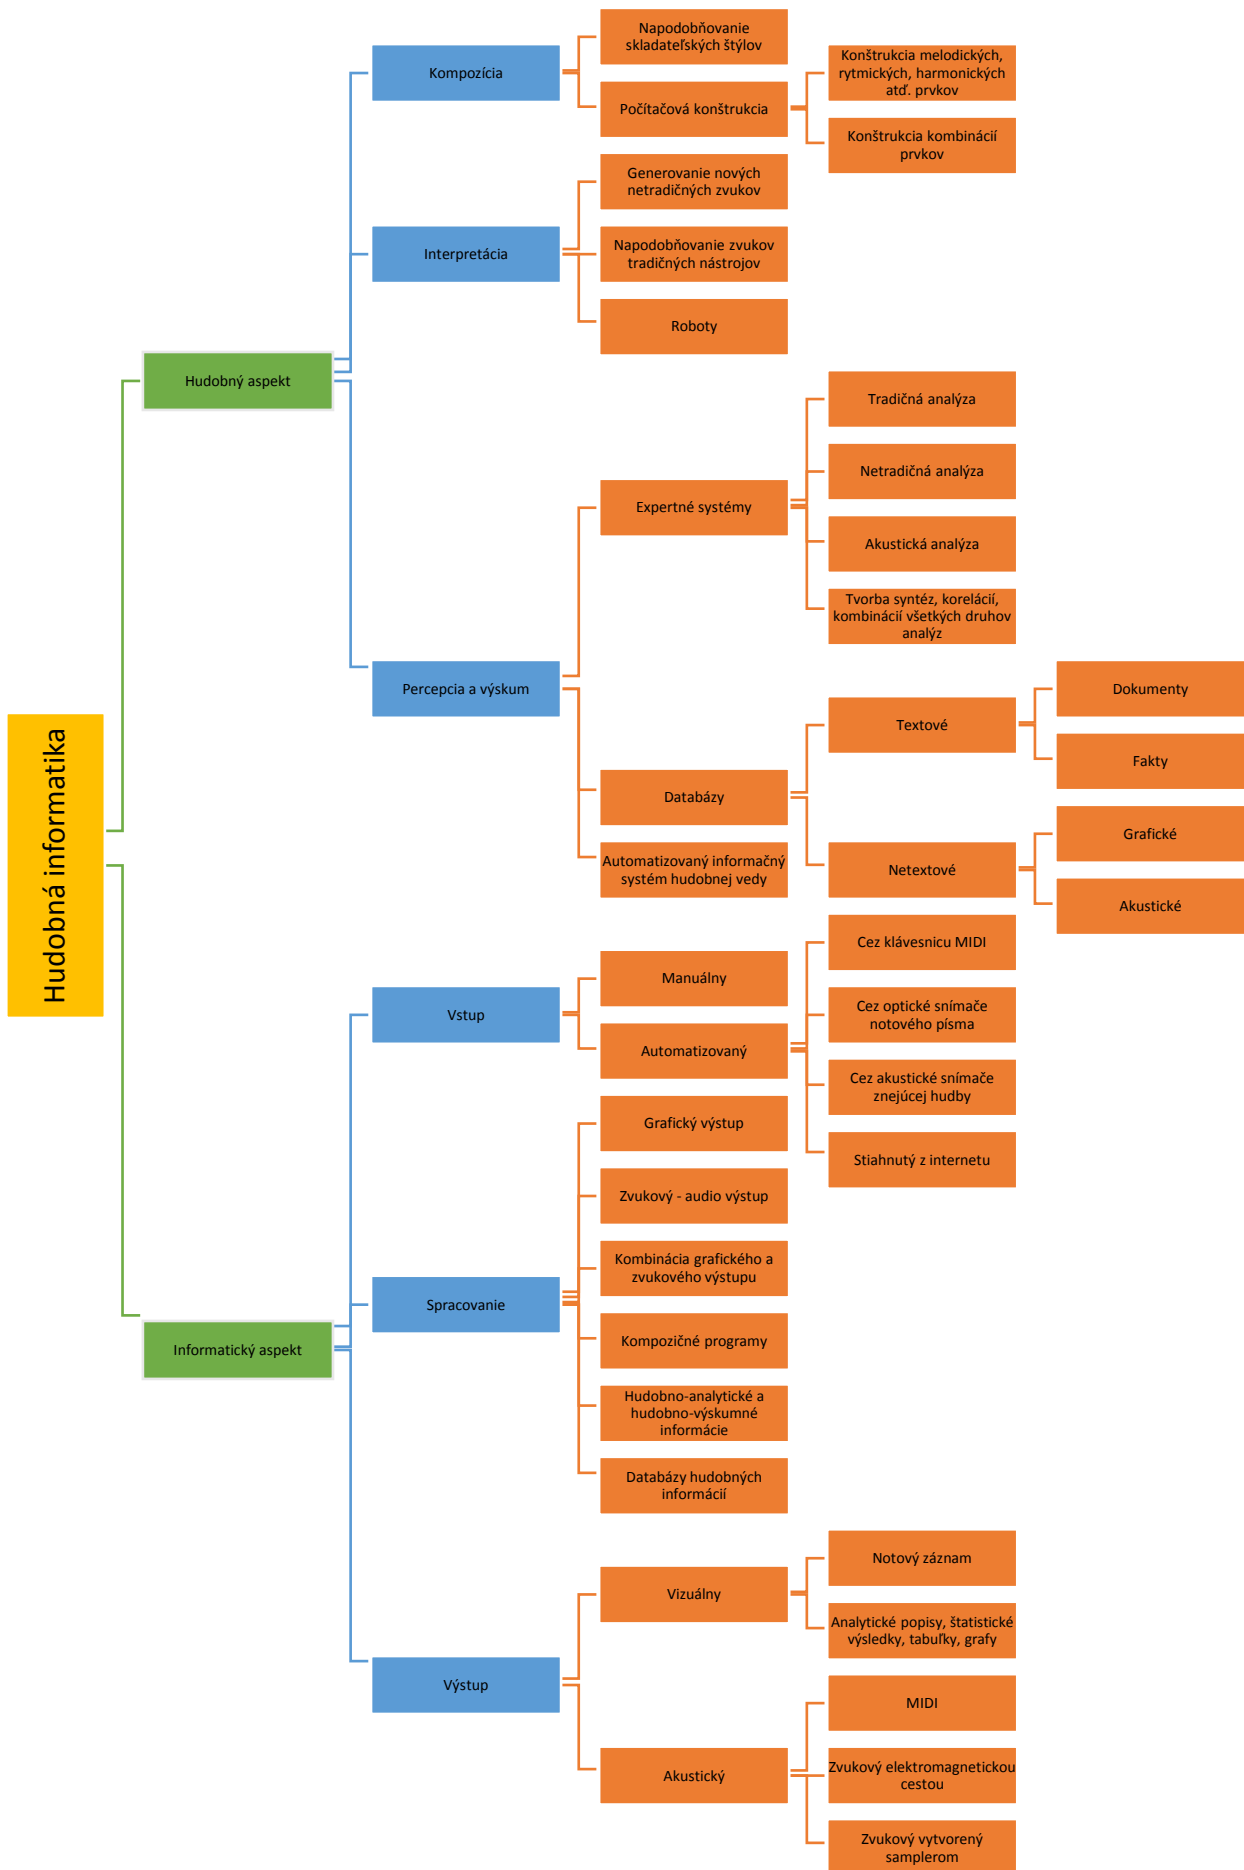 Hudobná informatika
Hudobný aspekt
Kompozícia
Napodobňovanie
skladateľských štýlov
Počítačová konštrukcia
Konštrukcia melodických,
rytmických, harmonických
atď. prvkov
Konštrukcia kombinácií
prvkov
Interpretácia
Generovanie nových
netradičných zvukov
Napodobňovanie zvukov
tradičných nástrojov
Roboty
Percepcia a výskum
Expertné systémy
Tradičná analýza
Netradičná analýza
Akustická analýza
Tvorba syntéz, korelácií,
kombinácií všetkých druhov
analýz
Databázy
Textové
Dokumenty
Fakty
Netextové
Grafické
Akustické
Automatizovaný informačný
systém hudobnej vedy
Informatický aspekt
Vstup
Manuálny
Automatizovaný
Cez klávesnicu MIDI
Cez optické snímače
notového písma
Cez akustické snímače
znejúcej hudby
Stiahnutý z internetu
Spracovanie
Grafický výstup
Zvukový - audio výstup
Kombinácia grafického a
zvukového výstupu
Kompozičné programy
Hudobno-analytické a
hudobno-výskumné
informácie
Databázy hudobných
informácií
Výstup
Vizuálny
Notový záznam
Analytické popisy, štatistické
výsledky, tabuľky, grafy
Akustický
MIDI
Zvukový elektromagnetickou
cestou
Zvukový vytvorený
samplerom